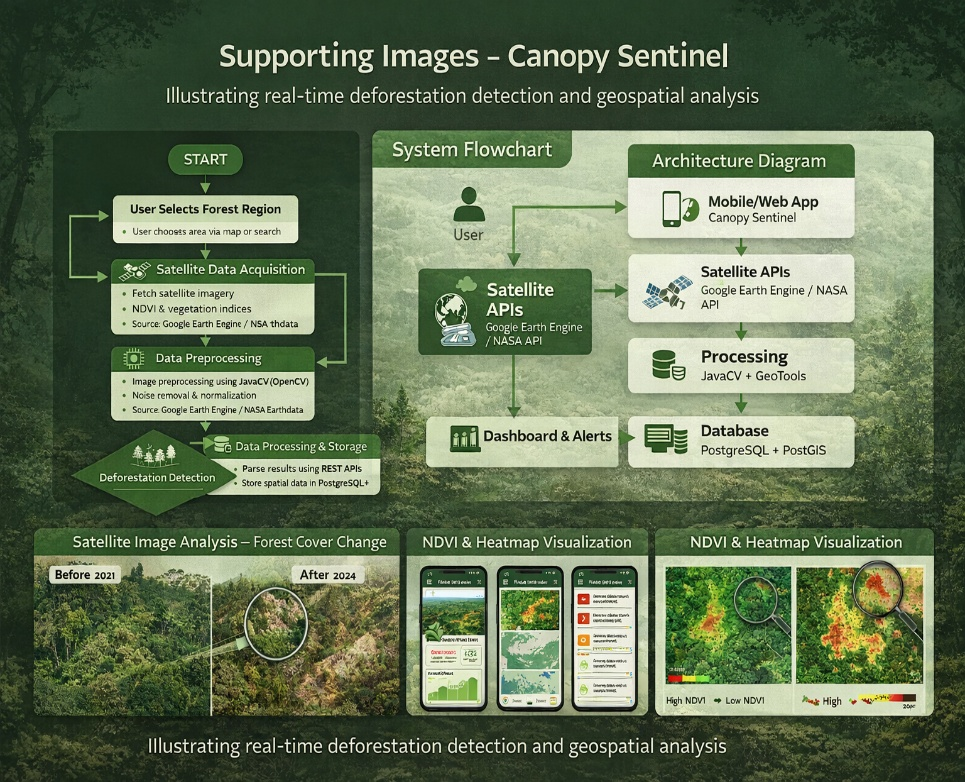 Supporting Images – Canopy Sentinel
Illustrating real-time deforestation detection and geospatial analysis
START
User Selects Forest Region
• User chooses area via map or search
Satellite Data Acquisition
• Fetch satellite imagery
• NDVI & vegetation indices
• Source: Google Earth Engine / NSA thdata
Data Preprocessing
• Image preprocessing using JavaCV(OpenCV)
• Noise removal & normalization
• Source: Google Earth Engine / NASA Earthdata
Deforestation Detection
Data Processing & Storage
• Parse results using REST APIs
• Store spatial data in PostgreSQL+
System Flowchart
User
Satellite
APIs
Google Earth Engine
/ NASA API
Dashboard & Alerts
Architecture Diagram
Mobile/Web App
Canopy Sentinel
Satellite APIs
Google Earth Engine / NASA
API
Processing
JavaCV + GeoTools
Database
PostgreSQL + PostGIS
Satellite Image Analysis – Forest Cover Change
Before 2021
After 2024
NDVI & Heatmap Visualization
NDVI & Heatmap Visualization
High NDV1 → Low NDV1
High
Illustrating real-time deforestation detection and geospatial analysis